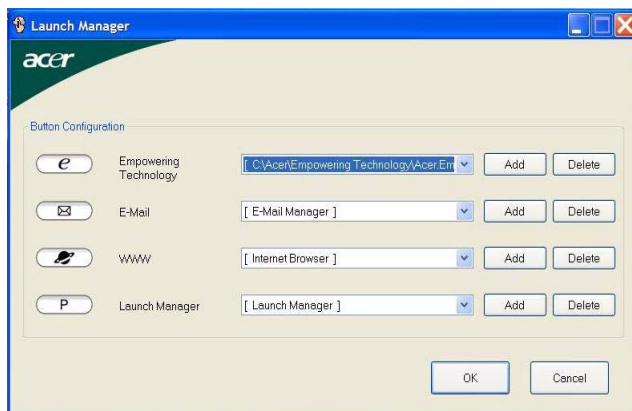 Launch Manager
acer
Button Configuration
e
Empowering
Technology
[ C:\Acer\Empowering Technology\Acer.Em
Add
Delete
E-Mail
[ E-Mail Manager ]
Add
Delete
WWW
[ Internet Browser ]
Add
Delete
P
Launch Manager
[ Launch Manager ]
Add
Delete
OK
Cancel